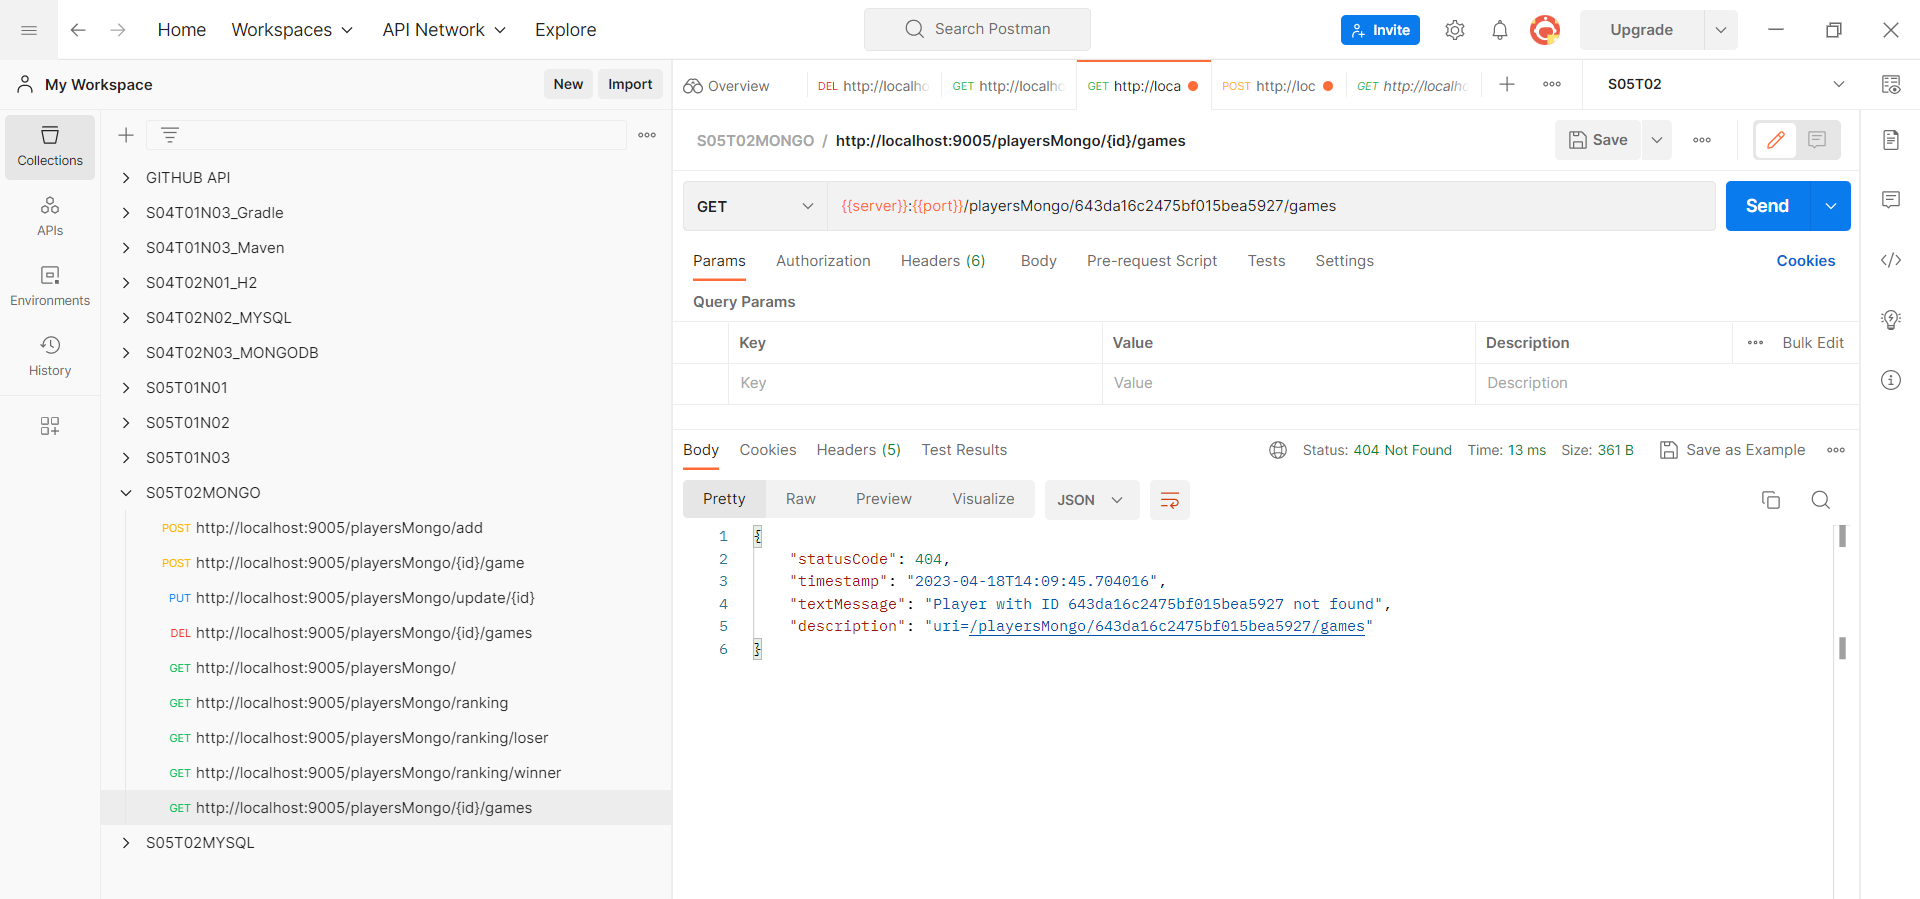 Home
Workspaces
API Network
Explore
Search Postman
Invite
Upgrade
My Workspace
New
Import
Overview
DEL http://localho
GET http://localho
GET http://loca
POST http://loc
GET http://localho
S05T02
Collections
APIs
Environments
History
GITHUB API
S04T01N03_Gradle
S04T01N03_Maven
S04T02N01_H2
S04T02N02_MYSQL
S04T02N03_MONGODB
S05T01N01
S05T01N02
S05T01N03
S05T02MONGO
POST http://localhost:9005/playersMongo/add
POST http://localhost:9005/playersMongo/{id}/game
PUT http://localhost:9005/playersMongo/update/{id}
DEL http://localhost:9005/playersMongo/{id}/games
GET http://localhost:9005/playersMongo/
GET http://localhost:9005/playersMongo/ranking
GET http://localhost:9005/playersMongo/ranking/loser
GET http://localhost:9005/playersMongo/ranking/winner
GET http://localhost:9005/playersMongo/{id}/games
S05T02MYSQL
S05T02MONGO / http://localhost:9005/playersMongo/{id}/games
Save
GET
{{server}}:{{port}}/playersMongo/643da16c2475bf015bea5927/games
Send
Params
Authorization
Headers (6)
Body
Pre-request Script
Tests
Settings
Cookies
Query Params
Key
Value
Description
Bulk Edit
Key
Value
Description
Body
Cookies
Headers (5)
Test Results
Status: 404 Not Found
Time: 13 ms
Size: 361 B
Save as Example
Pretty
Raw
Preview
Visualize
JSON
1 {
2 "statusCode": 404,
3 "timestamp": "2023-04-18T14:09:45.704016",
4 "textMessage": "Player with ID 643da16c2475bf015bea5927 not found",
5 "description": "uri=/playersMongo/643da16c2475bf015bea5927/games"
6 }